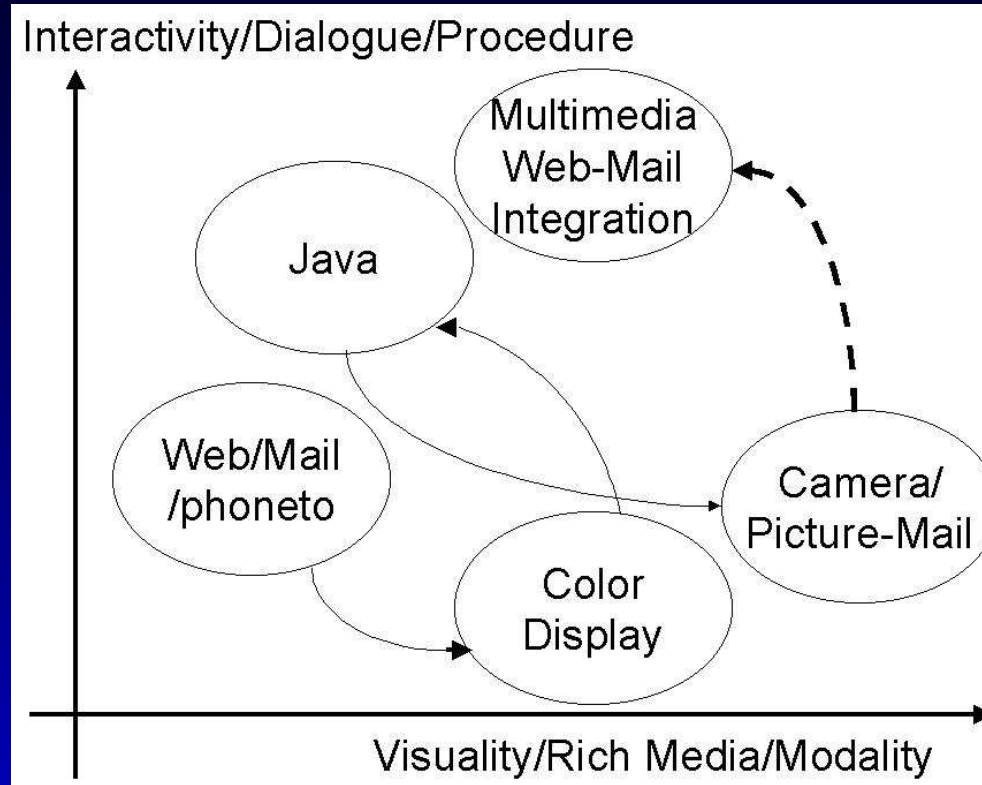 Interactivity/Dialogue/Procedure
Multimedia
Web-Mail
Integration
Java
Web/Mail
/phoneto
Camera/
Picture-Mail
Color
Display
Visuality/Rich Media/Modality